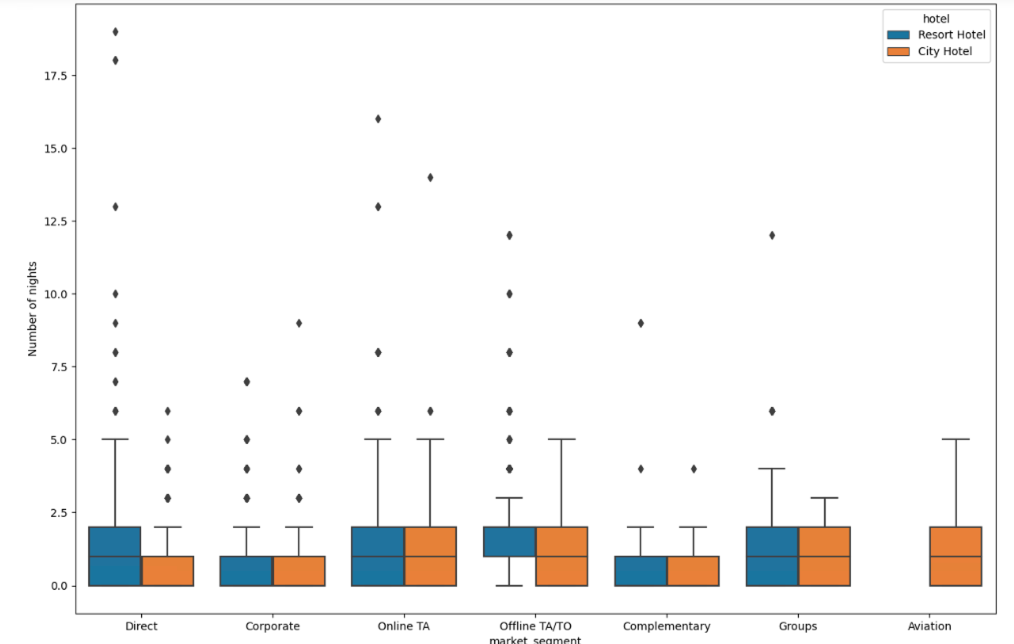 hotel
Resort Hotel
City Hotel
17.5
15.0
12.5
10.0
7.5
5.0
2.5
0.0
Number of nights
Direct Corporate Online TA Offline TA/TO Complementary Groups Aviation
market_segment